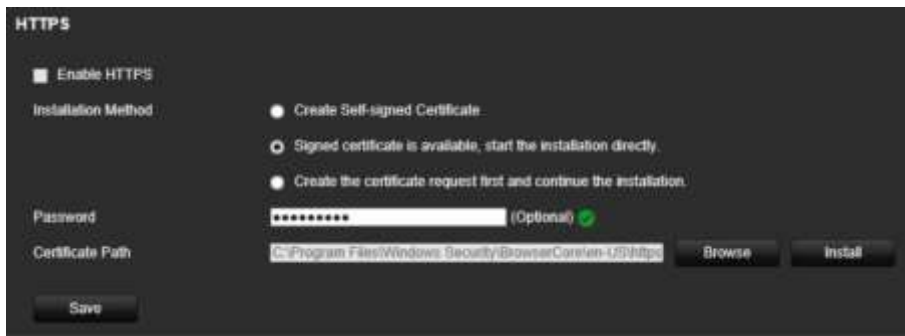 HTTPS
Enable HTTPS
Installation Method
Create Self-signed Certificate
Signed certificate is available, start the installation directly.
Create the certificate request first and continue the installation.
Password ●●●●●●●●● (Optional)
Certificate Path C:\Program Files\Windows Security\BrowserCore\en-US\https Browse Install
Save